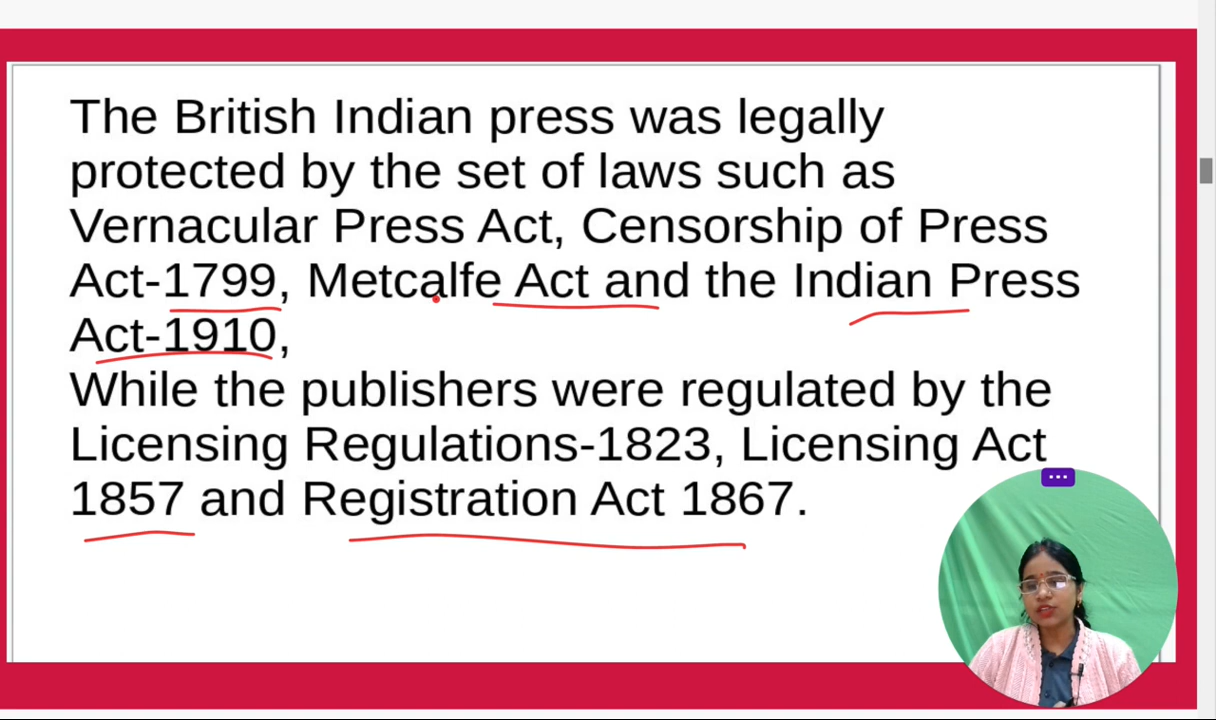 The British Indian press was legally
protected by the set of laws such as
Vernacular Press Act, Censorship of Press
Act-1799, Metcalfe Act and the Indian Press
Act-1910,
While the publishers were regulated by the
Licensing Regulations-1823, Licensing Act
1857 and Registration Act 1867.